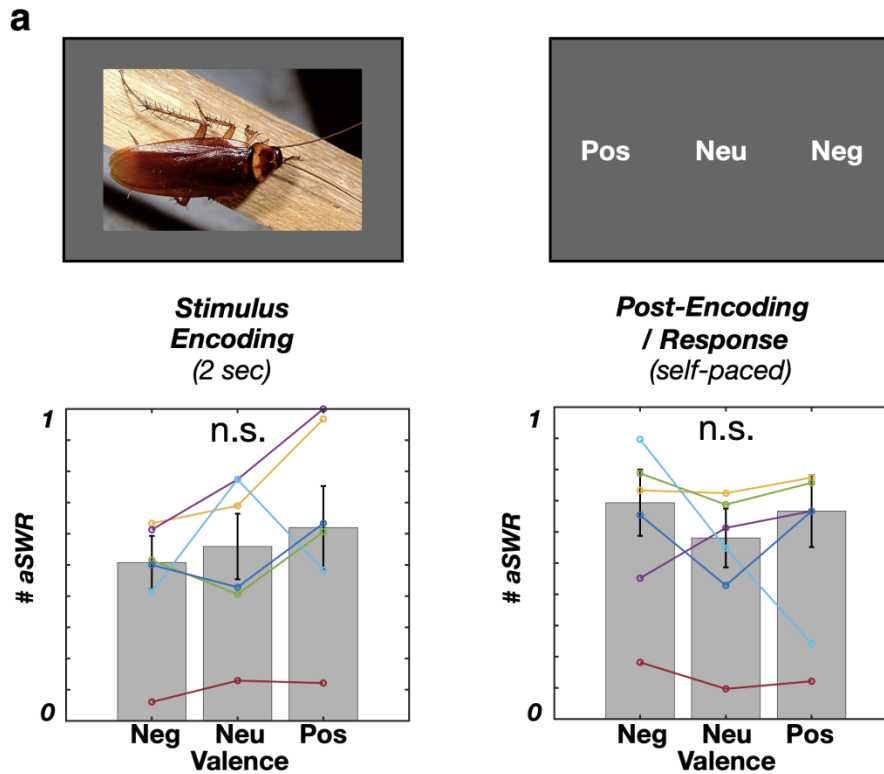 a
Pos Neu Neg
Stimulus
Encoding
(2 sec)
Post-Encoding
/ Response
(self-paced)
1
n.s.
# aSWR
0
Neg Neu Pos
Valence
1
n.s.
# aSWR
0
Neg Neu Pos
Valence